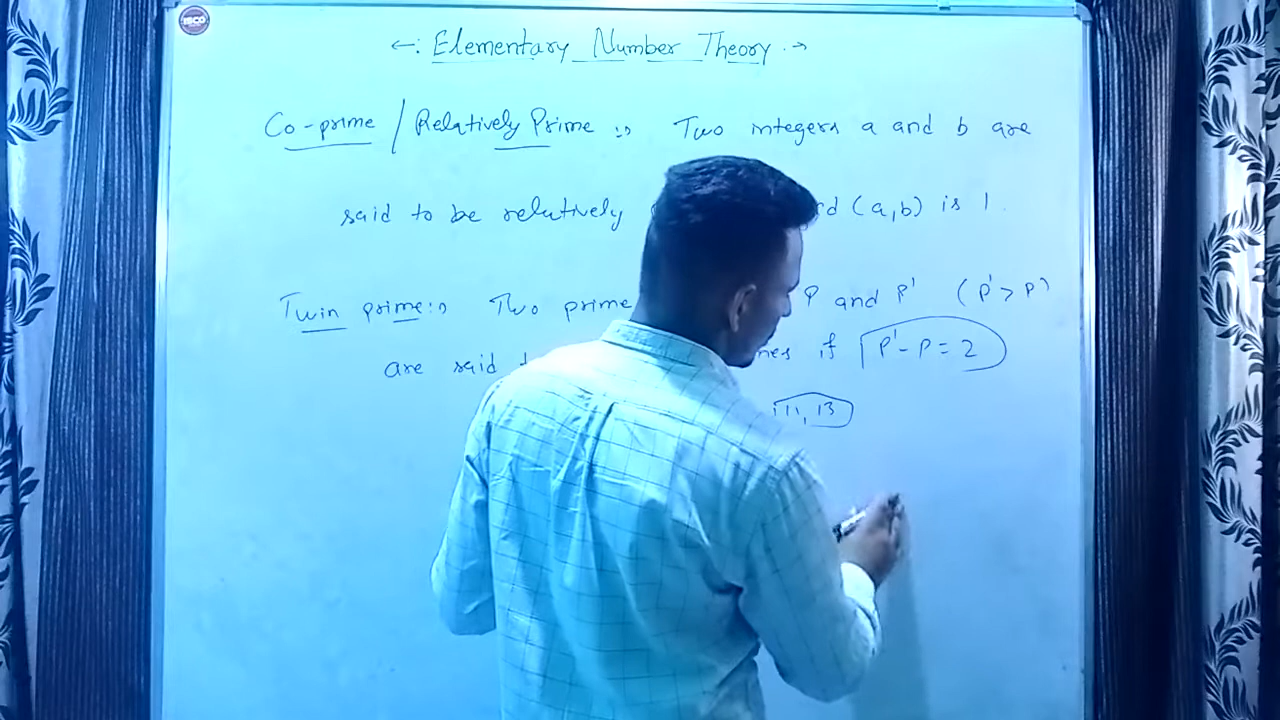 ISCO
←: Elementary Number Theory :→
Co-prime / Relatively Prime :→ Two integers a and b are
said to be relatively (a,b) is 1.
Twin prime:→ Two prime P and P' (P'>P)
are said if P'-P=2
11, 13